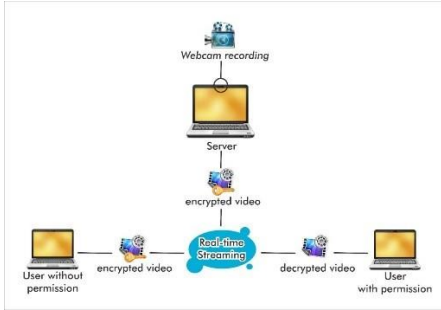 Webcam recording
Server
encrypted video
Real-time
Streaming
encrypted video
decrypted video
User without
permission
User
with permission